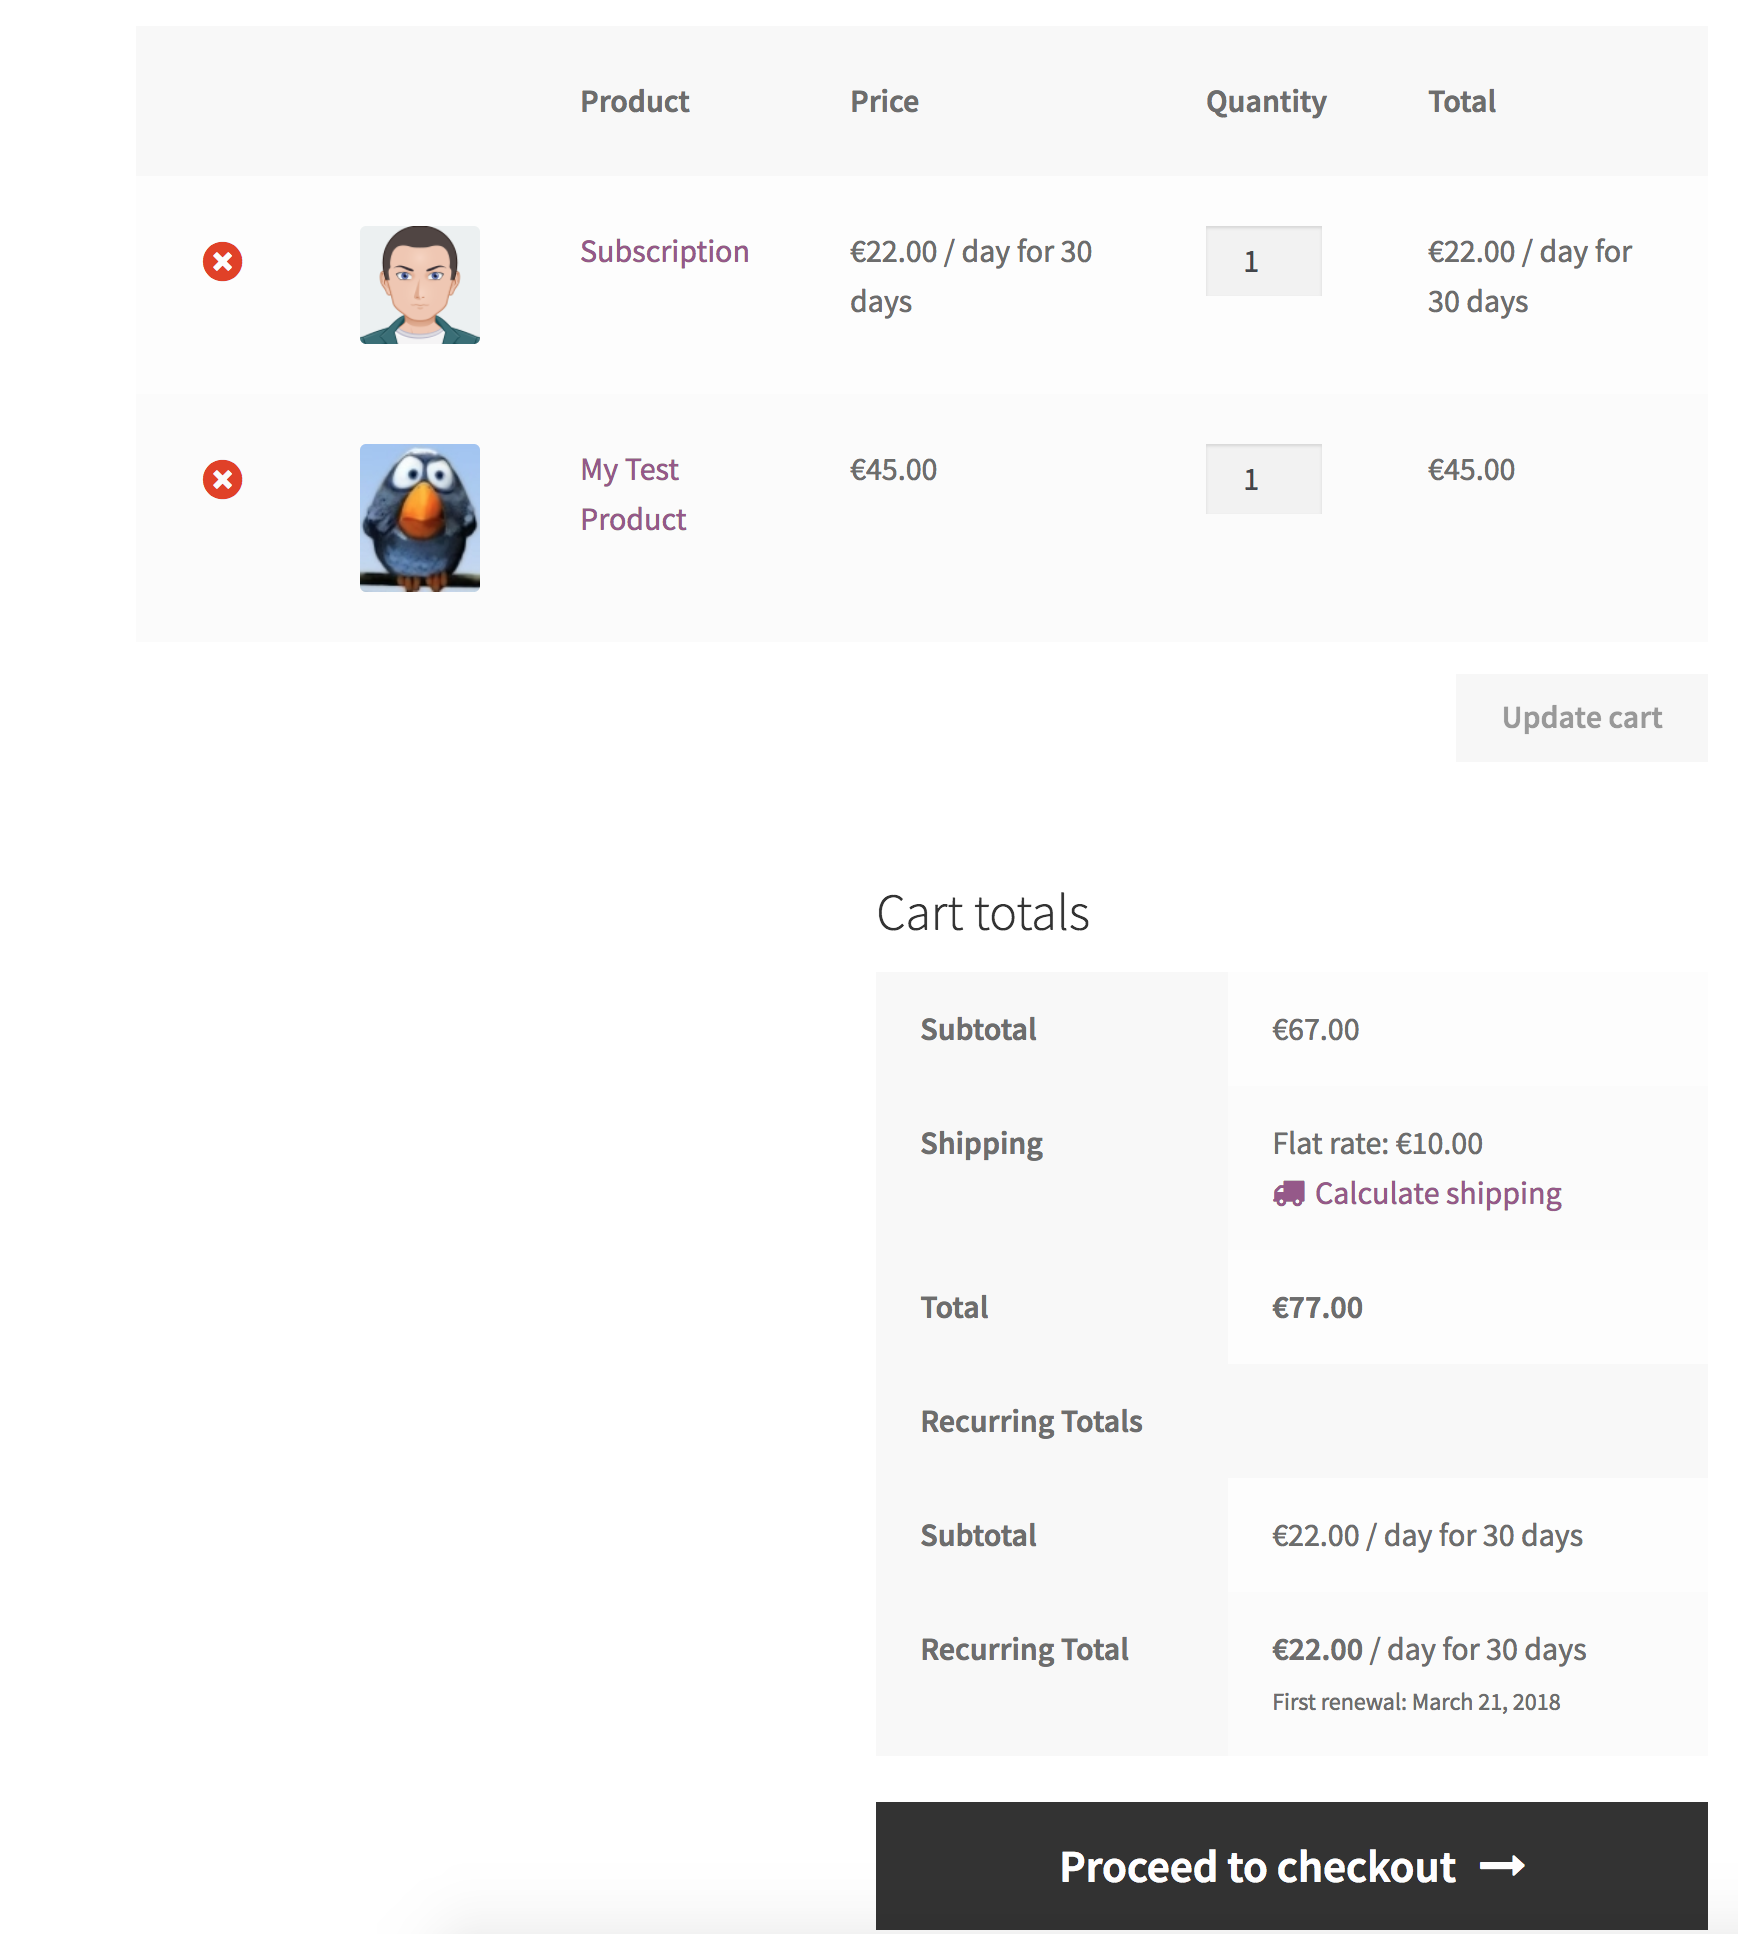 Product Price Quantity Total
Subscription €22.00 / day for 30 1 €22.00 / day for
days 30 days
My Test €45.00 1 €45.00
Product
Update cart
Cart totals
Subtotal €67.00
Shipping Flat rate: €10.00
Calculate shipping
Total €77.00
Recurring Totals
Subtotal €22.00 / day for 30 days
Recurring Total €22.00 / day for 30 days
First renewal: March 21, 2018
Proceed to checkout →